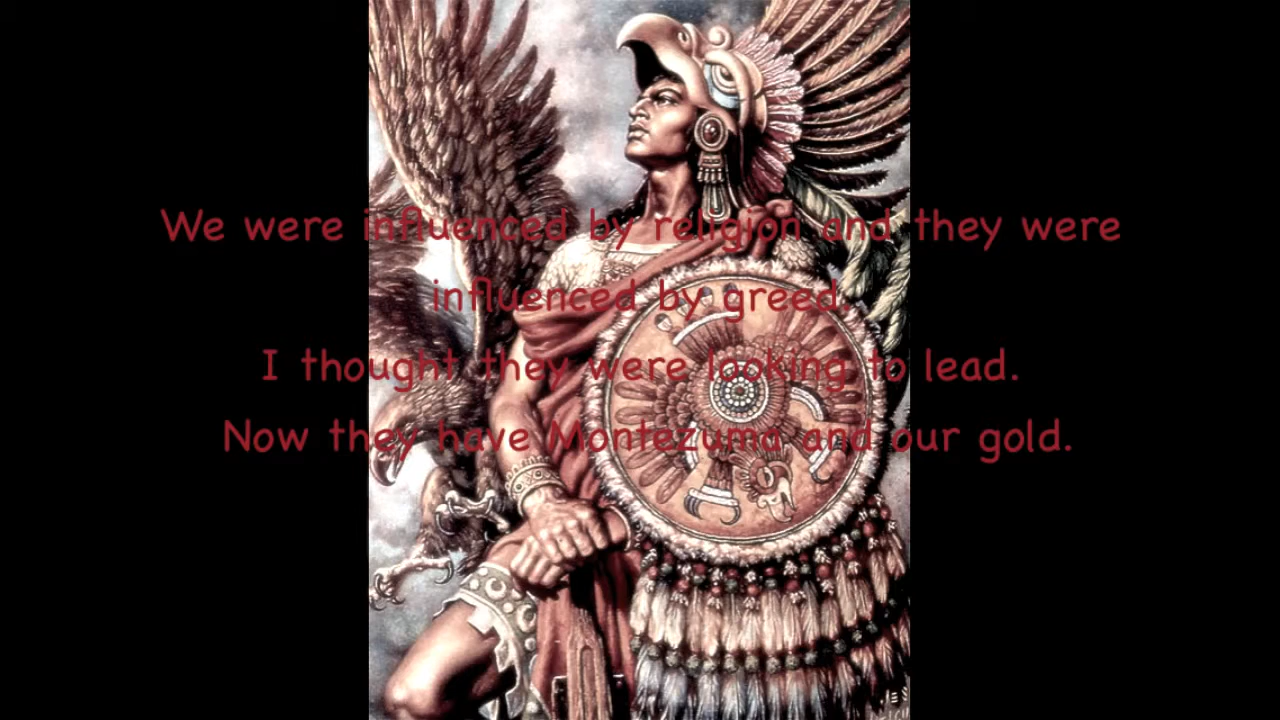 We were influenced by religion and they were
influenced by greed.
I thought they were looking to lead.
Now they have Montezuma and our gold.